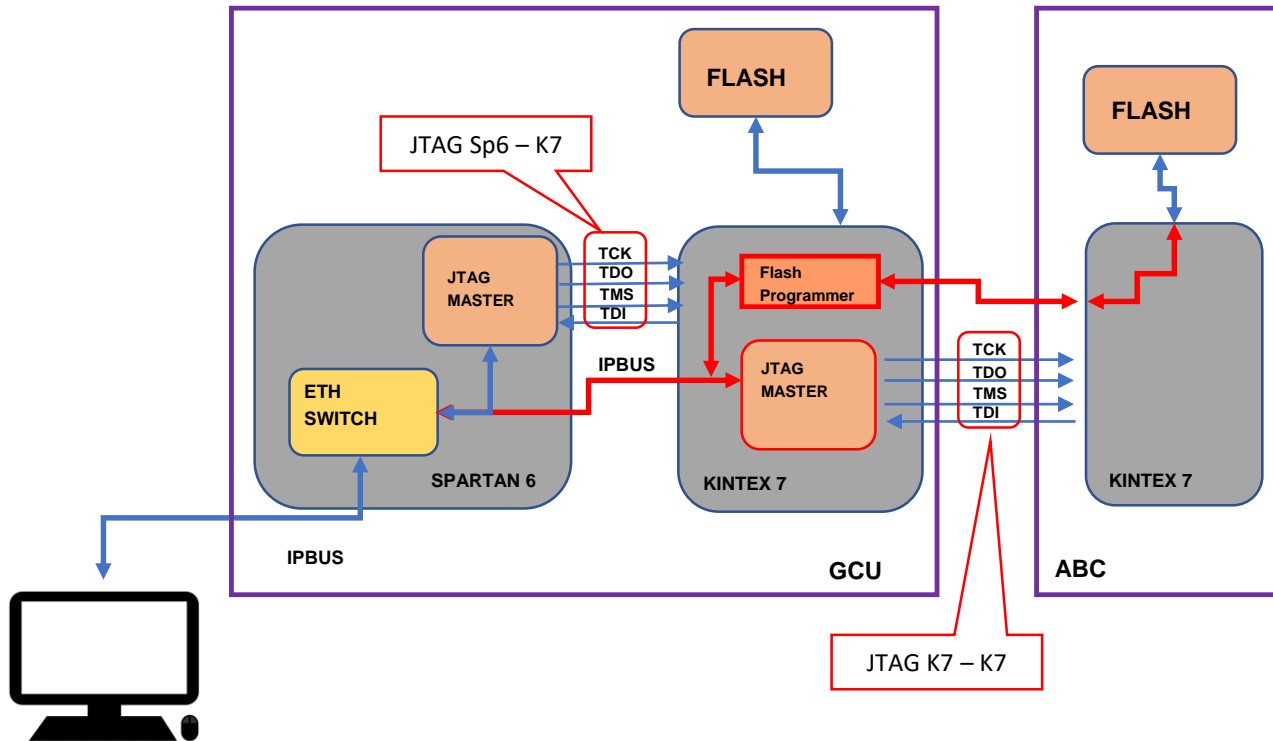 FLASH
FLASH
JTAG Sp6 – K7
TCK
TDO
TMS
TDI
JTAG
MASTER
Flash
Programmer
IPBUS
JTAG
MASTER
TCK
TDO
TMS
TDI
ETH
SWITCH
SPARTAN 6
KINTEX 7
KINTEX 7
IPBUS
GCU
ABC
JTAG K7 – K7